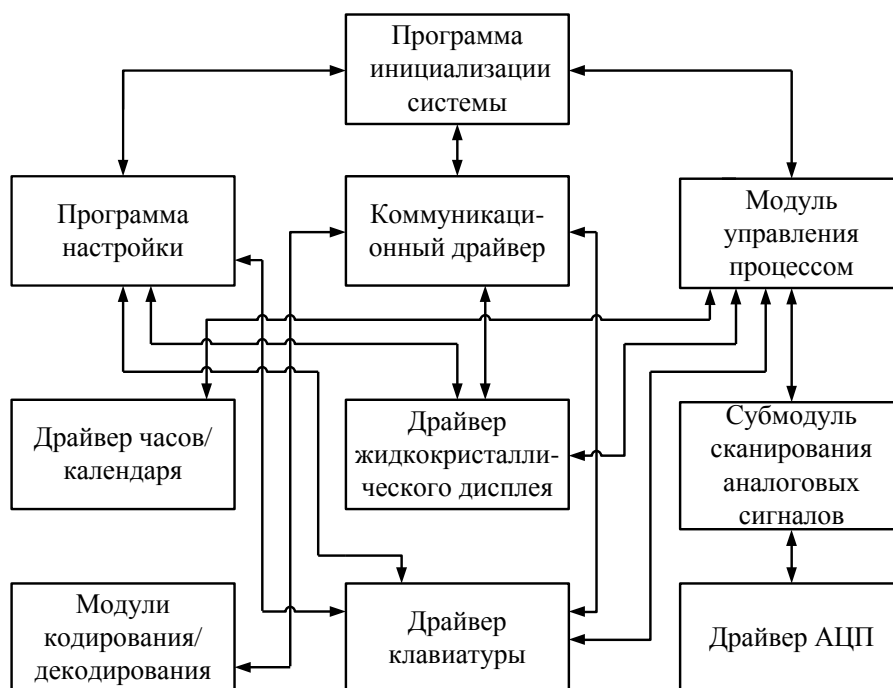 Программа
инициализации
системы
Программа
настройки
Коммуникаци-
онный драйвер
Модуль
управления
процессом
Драйвер часов/
календаря
Драйвер
жидкокристалли-
ческого дисплея
Субмодуль
сканирования
аналоговых
сигналов
Модули
кодирования/
декодирования
Драйвер
клавиатуры
Драйвер АЦП